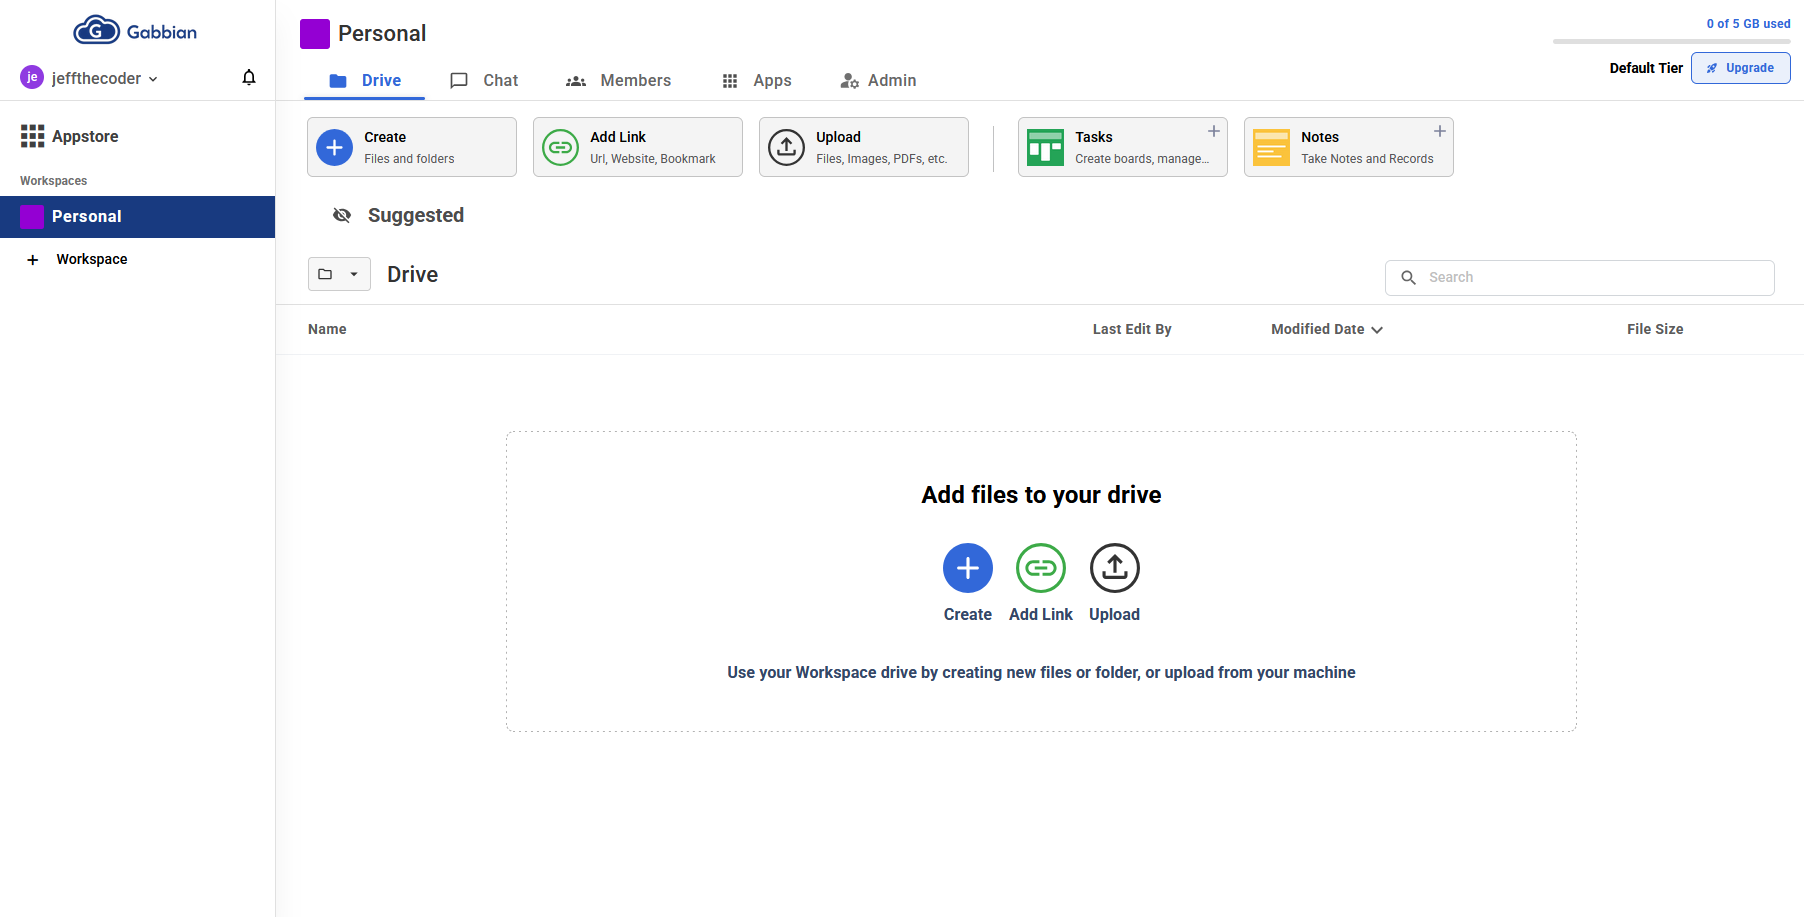 G Gabbian
je jeffthecoder
Appstore
Workspaces
Personal
+ Workspace
Personal
0 of 5 GB used
Default Tier Upgrade
Drive Chat Members Apps Admin
Create
Files and folders
Add Link
Url, Website, Bookmark
Upload
Files, Images, PDFs, etc.
Tasks
Create boards, manage...
Notes
Take Notes and Records
Suggested
Drive
Search
Name Last Edit By Modified Date File Size
Add files to your drive
Create Add Link Upload
Use your Workspace drive by creating new files or folder, or upload from your machine